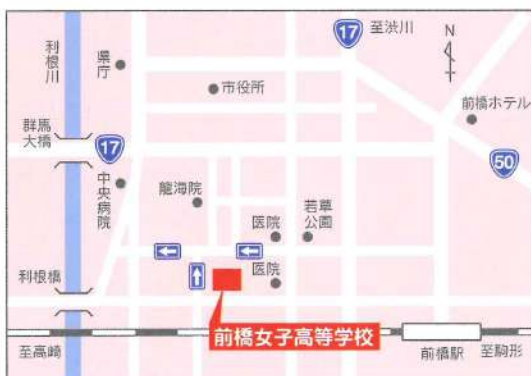 17
至渋川
N
利根川
県庁
市役所
前橋ホテル
群馬
大橋
17
50
中央病院
龍海院
若草
公園
医院
利根橋
医院
前橋女子高等学校
至高崎
前橋駅
至駒形